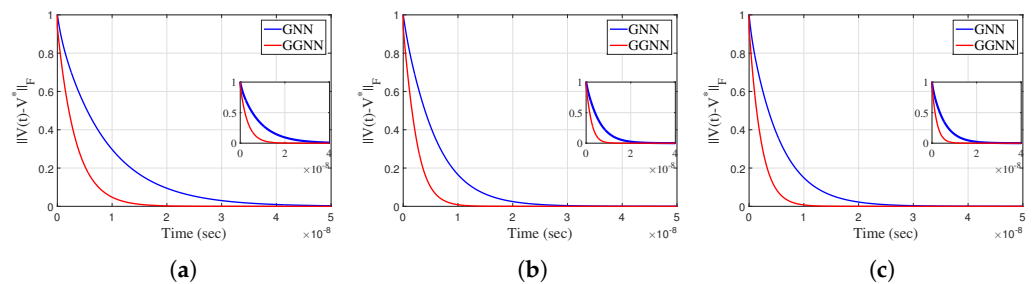 1
0.8
0.6
0.4
0.2
0
||V(t)-V*||F
GNN
GGNN
1
0.5
0
0 2 4
×10-8
0 1 2 3 4 5
Time (sec)
×10-8
(a)
1
0.8
0.6
0.4
0.2
0
||V(t)-V*||F
GNN
GGNN
1
0.5
0
0 2 4
×10-8
0 1 2 3 4 5
Time (sec)
×10-8
(b)
1
0.8
0.6
0.4
0.2
0
||V(t)-V*||F
GNN
GGNN
1
0.5
0
0 2 4
×10-8
0 1 2 3 4 5
Time (sec)
×10-8
(c)